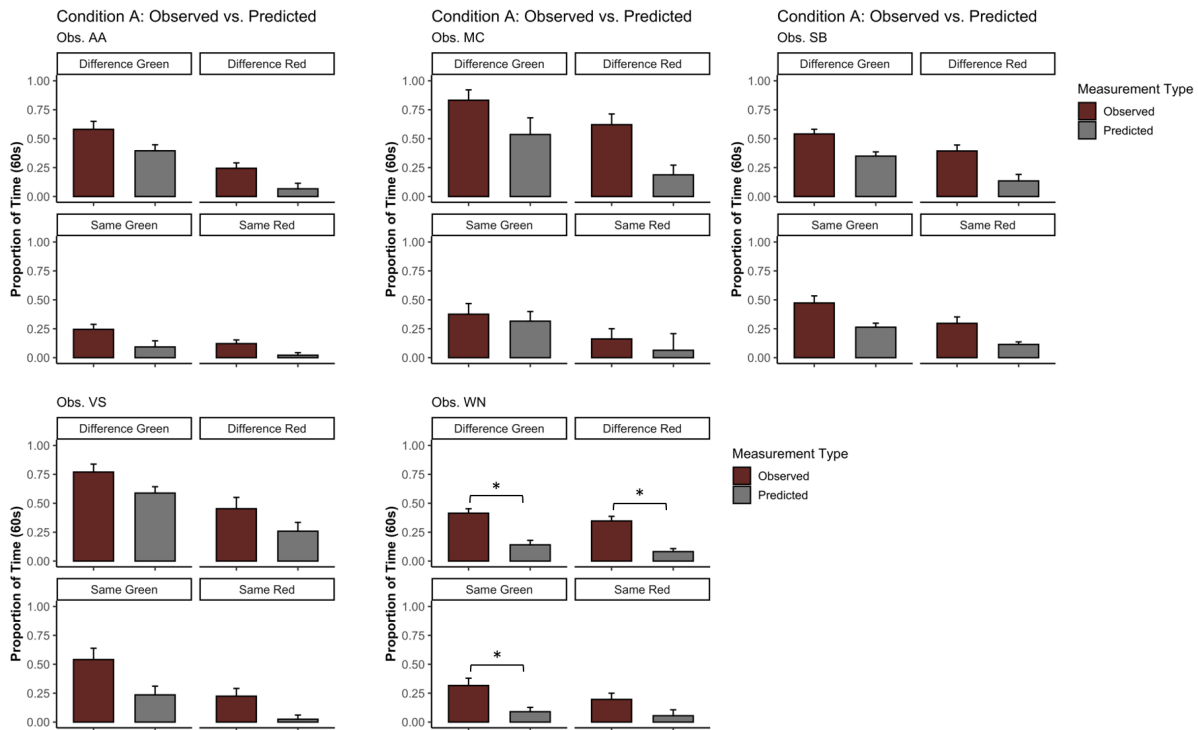 Condition A: Observed vs. Predicted
Obs. AA
Difference Green
Difference Red
1.00
0.75
0.50
0.25
0.00
Same Green
Same Red
1.00
0.75
0.50
0.25
0.00
Proportion of Time (60s)
Proportion of Time (60s)
Condition A: Observed vs. Predicted
Obs. MC
Difference Green
Difference Red
1.00
0.75
0.50
0.25
0.00
Same Green
Same Red
1.00
0.75
0.50
0.25
0.00
Proportion of Time (60s)
Proportion of Time (60s)
Condition A: Observed vs. Predicted
Obs. SB
Difference Green
Difference Red
1.00
0.75
0.50
0.25
0.00
Same Green
Same Red
1.00
0.75
0.50
0.25
0.00
Proportion of Time (60s)
Measurement Type
Observed
Predicted
Obs. VS
Difference Green
Difference Red
1.00
0.75
0.50
0.25
0.00
Same Green
Same Red
1.00
0.75
0.50
0.25
0.00
Obs. WN
Difference Green
Difference Red
1.00
0.75
0.50
0.25
0.00
*
*
Same Green
Same Red
1.00
0.75
0.50
0.25
0.00
*
Proportion of Time (60s)
Measurement Type
Observed
Predicted